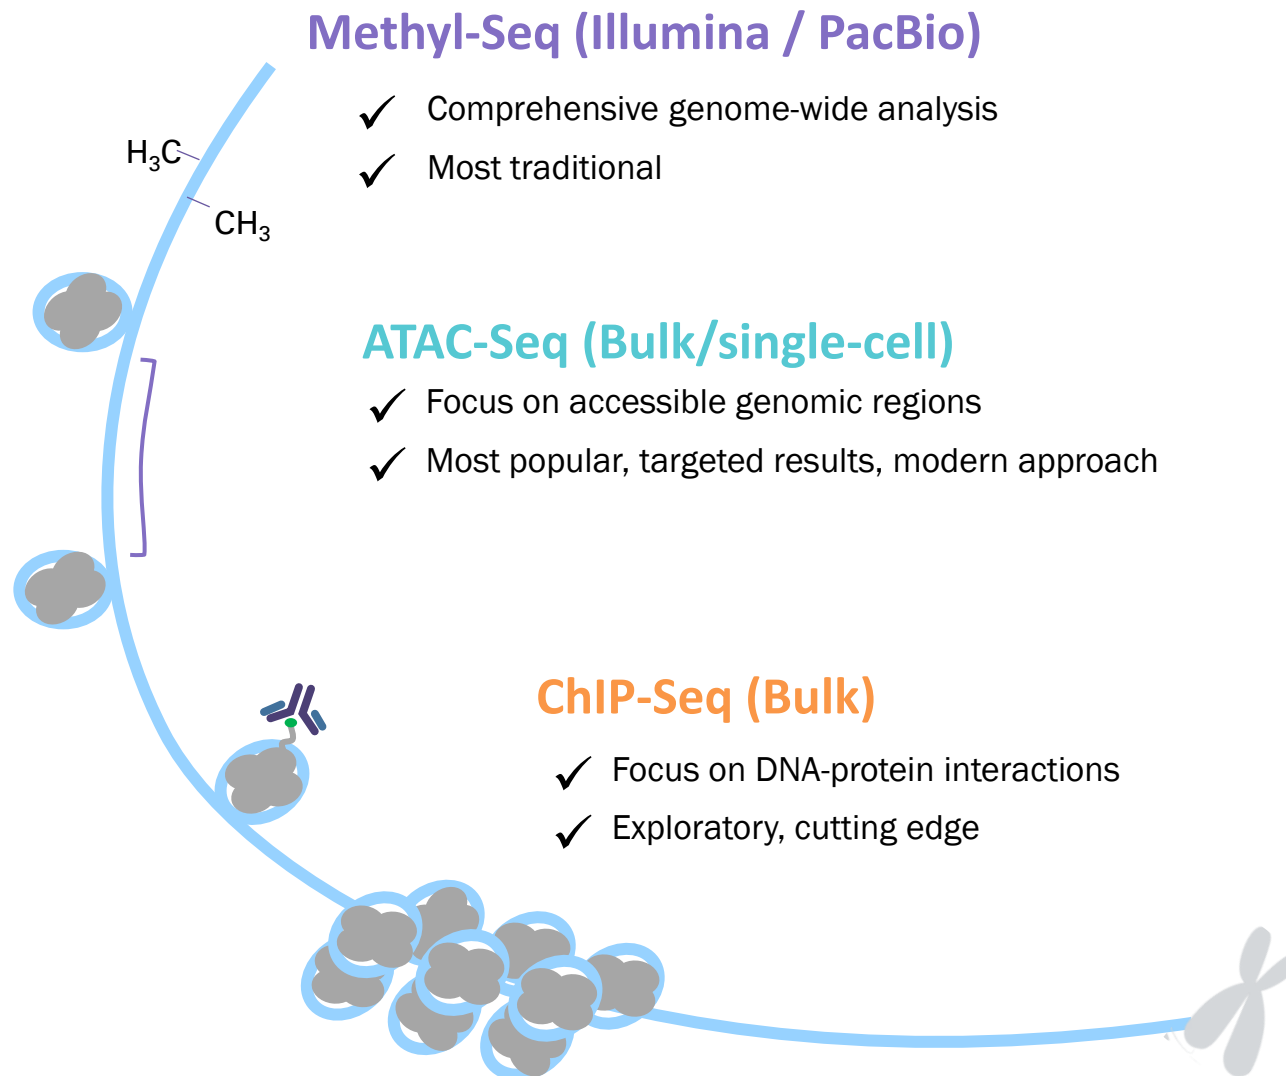 Methyl-Seq (Illumina / PacBio)
✓ Comprehensive genome-wide analysis
✓ Most traditional
H₃C
CH₃
ATAC-Seq (Bulk/single-cell)
✓ Focus on accessible genomic regions
✓ Most popular, targeted results, modern approach
ChIP-Seq (Bulk)
✓ Focus on DNA-protein interactions
✓ Exploratory, cutting edge